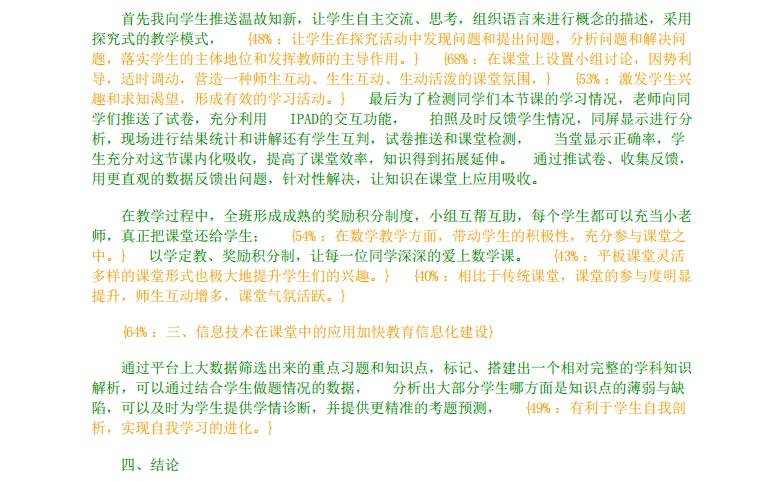 首先我向学生推送温故知新，让学生自主交流、思考，组织语言来进行概念的描述，采用
探究式的教学模式， {48%：让学生在探究活动中发现问题和提出问题，分析问题和解决问
题，落实学生的主体地位和发挥教师的主导作用。} {68%：在课堂上设置小组讨论，因势利
导，适时调动，营造一种师生互动、生生互动、生动活泼的课堂氛围，} {53%：激发学生兴
趣和求知渴望，形成有效的学习活动。} 最后为了检测同学们本节课的学习情况，老师向同
学们推送了试卷，充分利用 IPAD的交互功能， 拍照及时反馈学生情况，同屏显示进行分
析，现场进行结果统计和讲解还有学生互判，试卷推送和课堂检测， 当堂显示正确率，学
生充分对这节课内化吸收，提高了课堂效率，知识得到拓展延伸。 通过推试卷、收集反馈，
用更直观的数据反馈出问题，针对性解决，让知识在课堂上应用吸收。
在教学过程中，全班形成成熟的奖励积分制度，小组互帮互助，每个学生都可以充当小老
师，真正把课堂还给学生； {54%：在数学教学方面，带动学生的积极性，充分参与课堂之
中。} 以学定教、奖励积分制，让每一位同学深深的爱上数学课。 {43%：平板课堂灵活
多样的课堂形式也极大地提升学生们的兴趣。} {40%：相比于传统课堂，课堂的参与度明显
提升，师生互动增多，课堂气氛活跃。}
{64%：三、信息技术在课堂中的应用加快教育信息化建设}
通过平台上大数据筛选出来的重点习题和知识点，标记、搭建出一个相对完整的学科知识
解析，可以通过结合学生做题情况的数据， 分析出大部分学生哪方面是知识点的薄弱与缺
陷，可以及时为学生提供学情诊断，并提供更精准的考题预测， {49%：有利于学生自我剖
析，实现自我学习的进化。}
四、结论